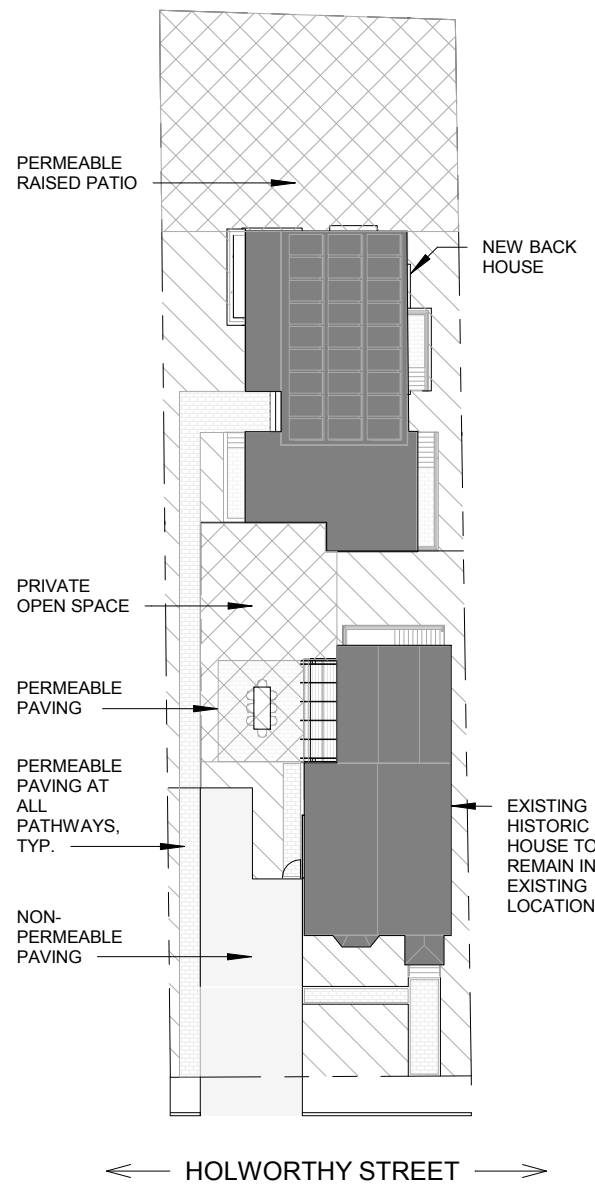 PERMEABLE
RAISED PATIO
NEW BACK
HOUSE
PRIVATE
OPEN SPACE
PERMEABLE
PAVING
PERMEABLE
PAVING AT
ALL
PATHWAYS,
TYP.
EXISTING
HISTORIC
HOUSE TO
REMAIN IN
EXISTING
LOCATION
NON-
PERMEABLE
PAVING
HOLWORTHY STREET